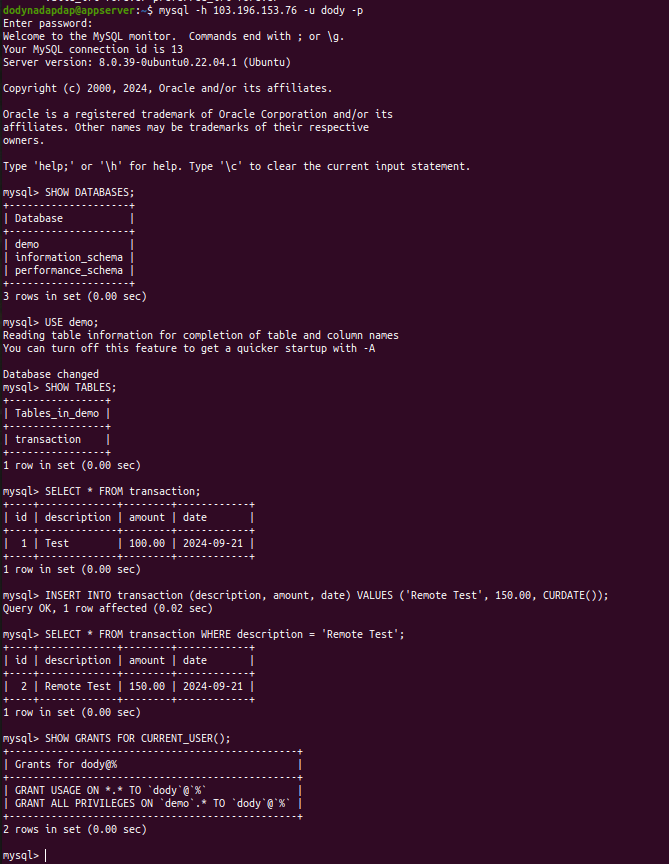 dodynadapdap@appserver:~$ mysql -h 103.196.153.76 -u dody -p
Enter password:
Welcome to the MySQL monitor.  Commands end with ; or \g.
Your MySQL connection id is 13
Server version: 8.0.39-0ubuntu0.22.04.1 (Ubuntu)

Copyright (c) 2000, 2024, Oracle and/or its affiliates.

Oracle is a registered trademark of Oracle Corporation and/or its
affiliates. Other names may be trademarks of their respective
owners.

Type 'help;' or '\h' for help. Type '\c' to clear the current input statement.

mysql> SHOW DATABASES;
+--------------------+
| Database           |
+--------------------+
| demo               |
| information_schema |
| performance_schema |
+--------------------+
3 rows in set (0.00 sec)

mysql> USE demo;
Reading table information for completion of table and column names
You can turn off this feature to get a quicker startup with -A

Database changed
mysql> SHOW TABLES;
+----------------+
| Tables_in_demo |
+----------------+
| transaction    |
+----------------+
1 row in set (0.00 sec)

mysql> SELECT * FROM transaction;
+----+-------------+--------+------------+
| id | description | amount | date       |
+----+-------------+--------+------------+
|  1 | Test        | 100.00 | 2024-09-21 |
+----+-------------+--------+------------+
1 row in set (0.00 sec)

mysql> INSERT INTO transaction (description, amount, date) VALUES ('Remote Test', 150.00, CURDATE());
Query OK, 1 row affected (0.02 sec)

mysql> SELECT * FROM transaction WHERE description = 'Remote Test';
+----+-------------+--------+------------+
| id | description | amount | date       |
+----+-------------+--------+------------+
|  2 | Remote Test | 150.00 | 2024-09-21 |
+----+-------------+--------+------------+
1 row in set (0.00 sec)

mysql> SHOW GRANTS FOR CURRENT_USER();
+------------------------------------------------+
| Grants for dody@%                              |
+------------------------------------------------+
| GRANT USAGE ON *.* TO `dody`@`%`               |
| GRANT ALL PRIVILEGES ON `demo`.* TO `dody`@`%` |
+------------------------------------------------+
2 rows in set (0.00 sec)

mysql>